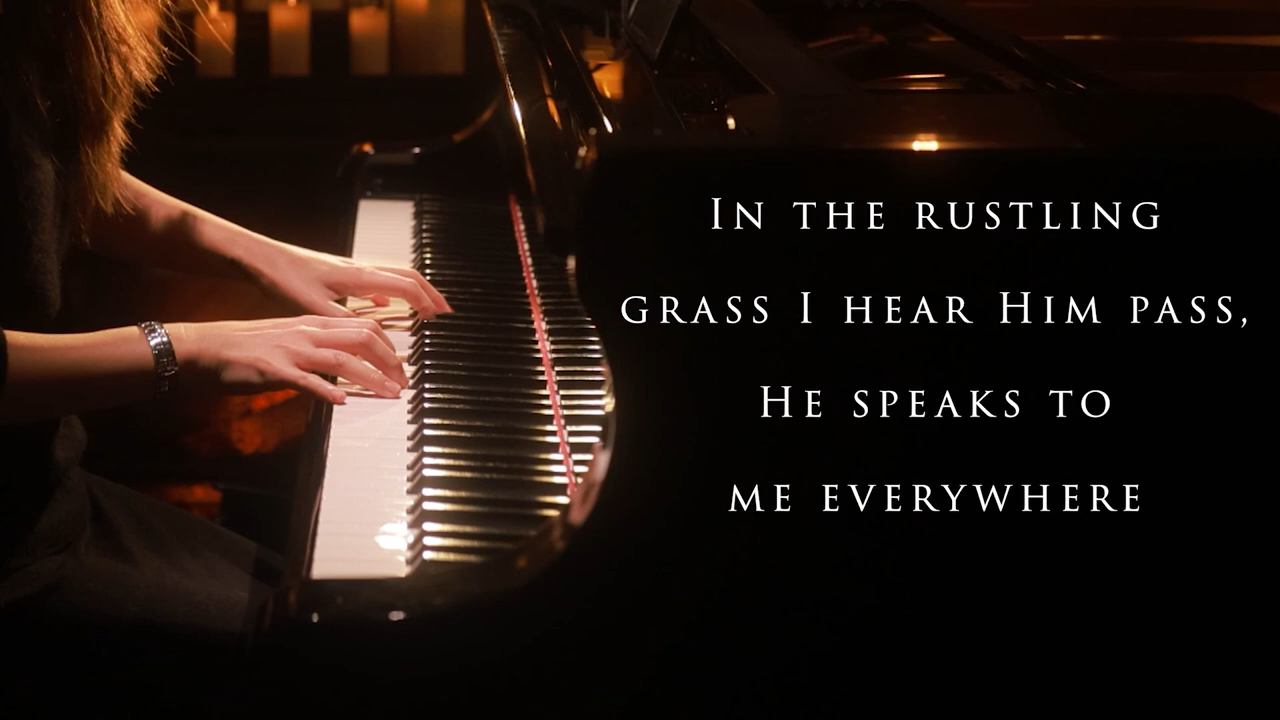 In the rustling
grass I hear Him pass,
He speaks to
me everywhere